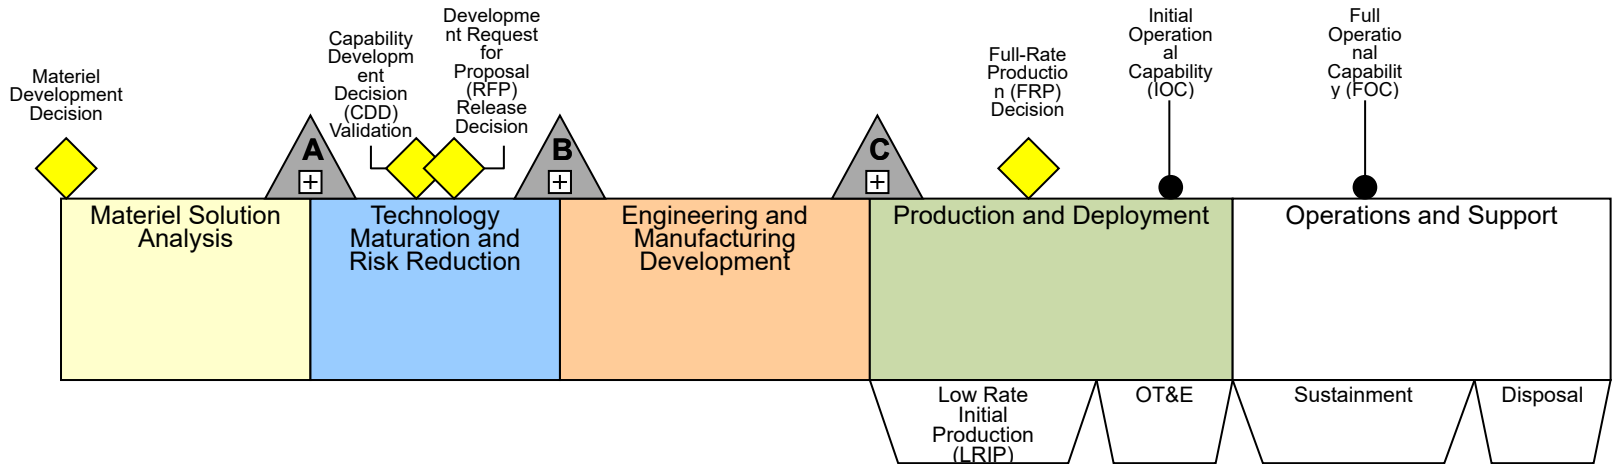 Materiel
Development
Decision
Capability
Developm
ent
Decision
(CDD)
Validation
Developme
nt Request
for
Proposal
(RFP)
Release
Decision
Full-Rate
Productio
n (FRP)
Decision
Initial
Operation
al
Capability
(IOC)
Full
Operatio
nal
Capabilit
y (FOC)
A
B
C
Materiel Solution
Analysis
Technology
Maturation and
Risk Reduction
Engineering and
Manufacturing
Development
Production and Deployment
Operations and Support
Low Rate
Initial
Production
(LRIP)
OT&E
Sustainment
Disposal